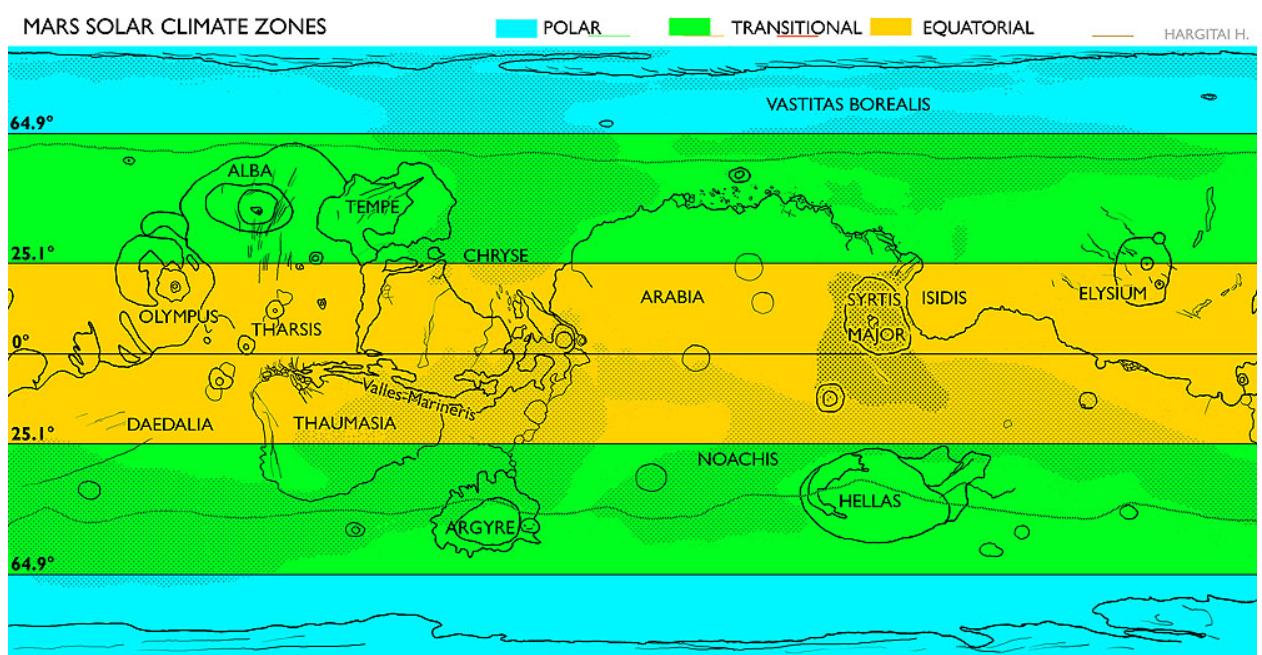 MARS SOLAR CLIMATE ZONES
POLAR
TRANSITIONAL
EQUATORIAL
HARGITAI H.
VASTITAS BOREALIS
64.9°
ALBA
TEMPE
25.1°
CHRYSE
OLYMPUS
THARSIS
ARABIA
SYRTIS
MAJOR
ISIDIS
ELYSIUM
0°
Valles-Marineris
DAEDALIA
THAUMASIA
25.1°
NOACHIS
HELLAS
ARGYRE
64.9°